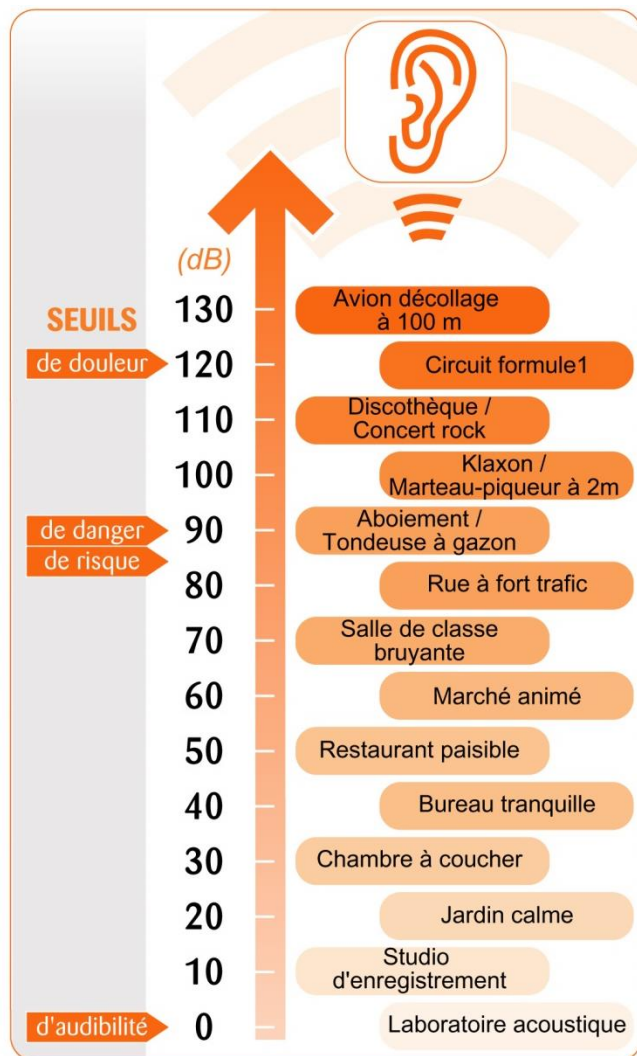 (dB)
SEUILS
130
Avion décollage
à 100 m
de douleur
120
Circuit formule1
110
Discothèque /
Concert rock
100
Klaxon /
Marteau-piqueur à 2m
de danger
90
Aboiement /
Tondeuse à gazon
de risque
80
Rue à fort trafic
70
Salle de classe
bruyante
60
Marché animé
50
Restaurant paisible
40
Bureau tranquille
30
Chambre à coucher
20
Jardin calme
10
Studio
d'enregistrement
d'audibilité
0
Laboratoire acoustique